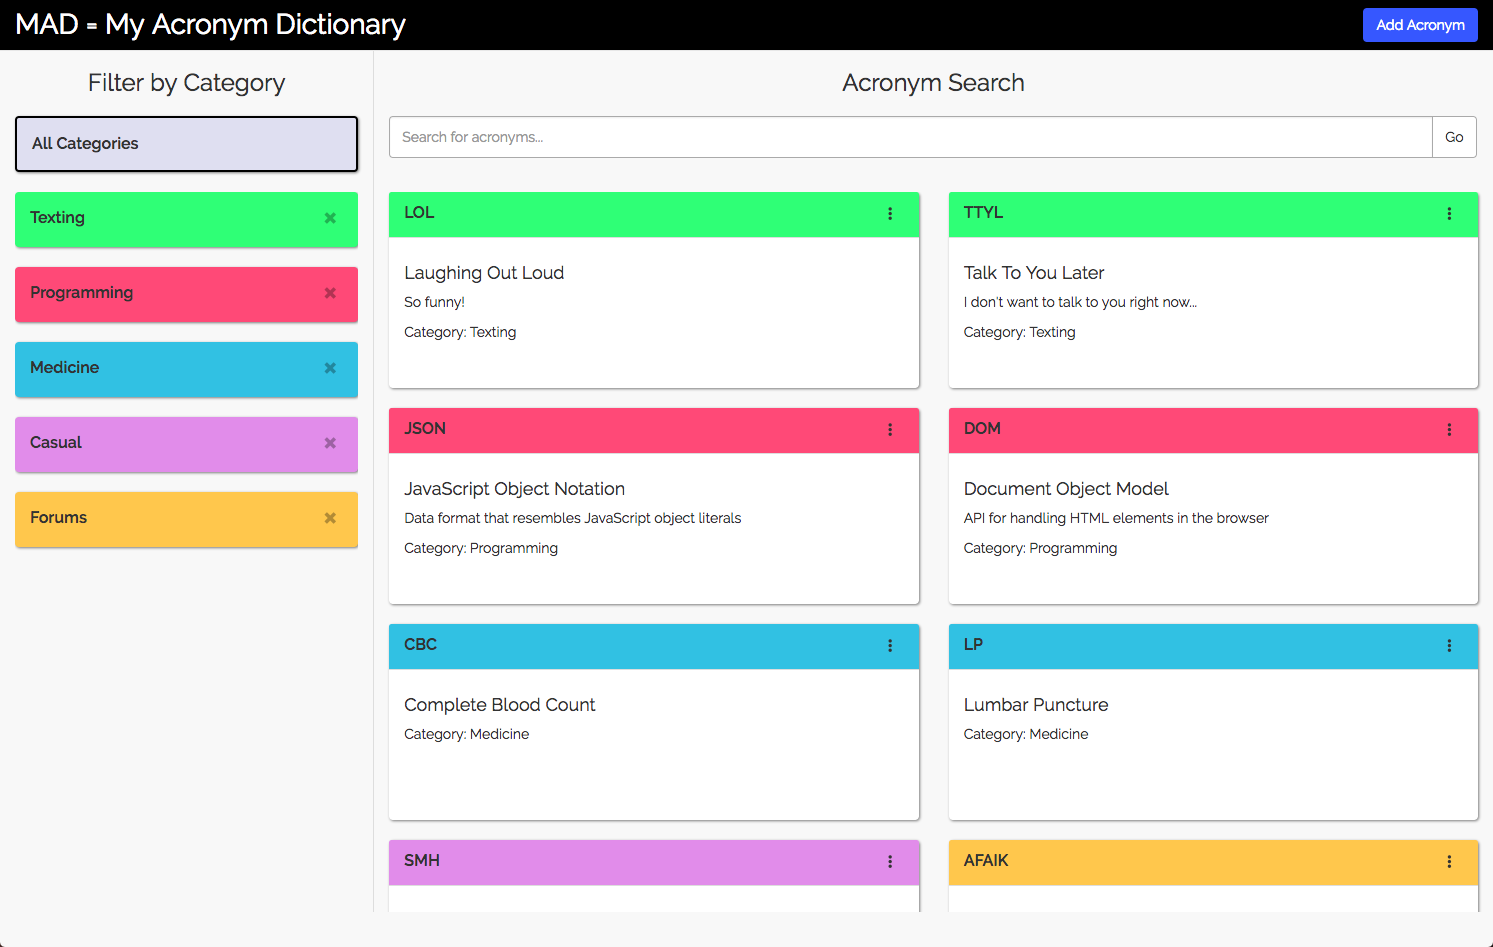 MAD = My Acronym Dictionary
Add Acronym
Filter by Category
All Categories
Texting
Programming
Medicine
Casual
Forums
Acronym Search
Search for acronyms...
Go
LOL
Laughing Out Loud
So funny!
Category: Texting
TTYL
Talk To You Later
I don't want to talk to you right now...
Category: Texting
JSON
JavaScript Object Notation
Data format that resembles JavaScript object literals
Category: Programming
DOM
Document Object Model
API for handling HTML elements in the browser
Category: Programming
CBC
Complete Blood Count
Category: Medicine
LP
Lumbar Puncture
Category: Medicine
SMH
AFAIK